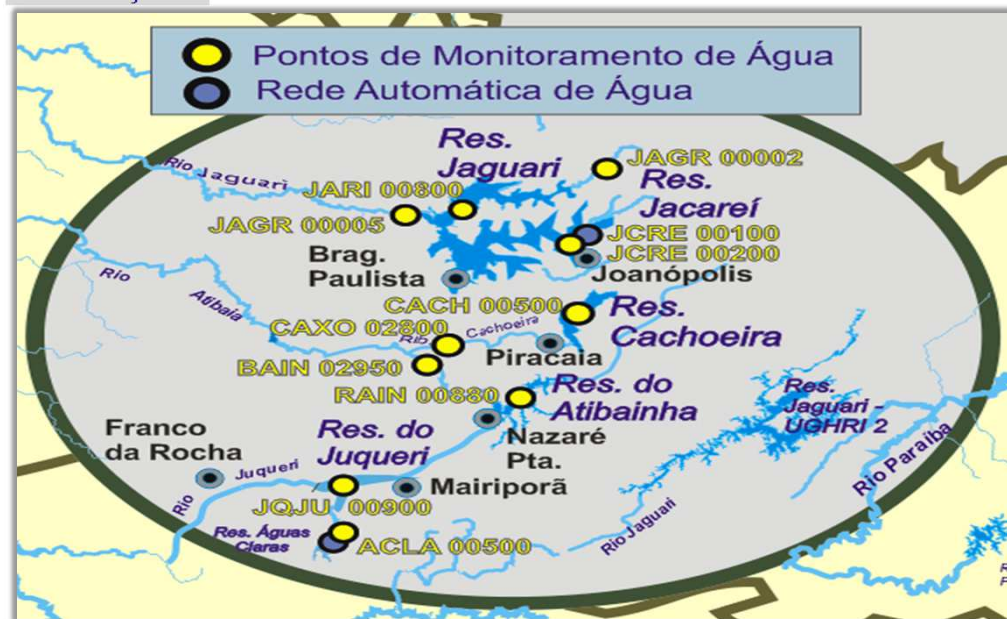 Pontos de Monitoramento de Água
Rede Automática de Água
Res.
Jaguari
JAGR 00002
Rio Jaguari
JARI 00800
Res.
Jacareí
JAGR 00005
JCRE 00100
JCRE 00200
Brag.
Paulista
Joanópolis
Rio
Atibaia
CACH 00500
Res.
Cachoeira
CAXO 02800
Rio
Cachoeira
Piracaia
BAIN 02950
RAIN 00880
Res. do
Atibainha
Res.
Jaguari -
UGHRI 2
Franco
da Rocha
Res. do
Juqueri
Nazaré
Pta.
Rio Paraíba
Rio
Juqueri
Mairiporã
JQJU 00900
Res. Águas
Claras
ACLA 00500
Rio Jaguari
R